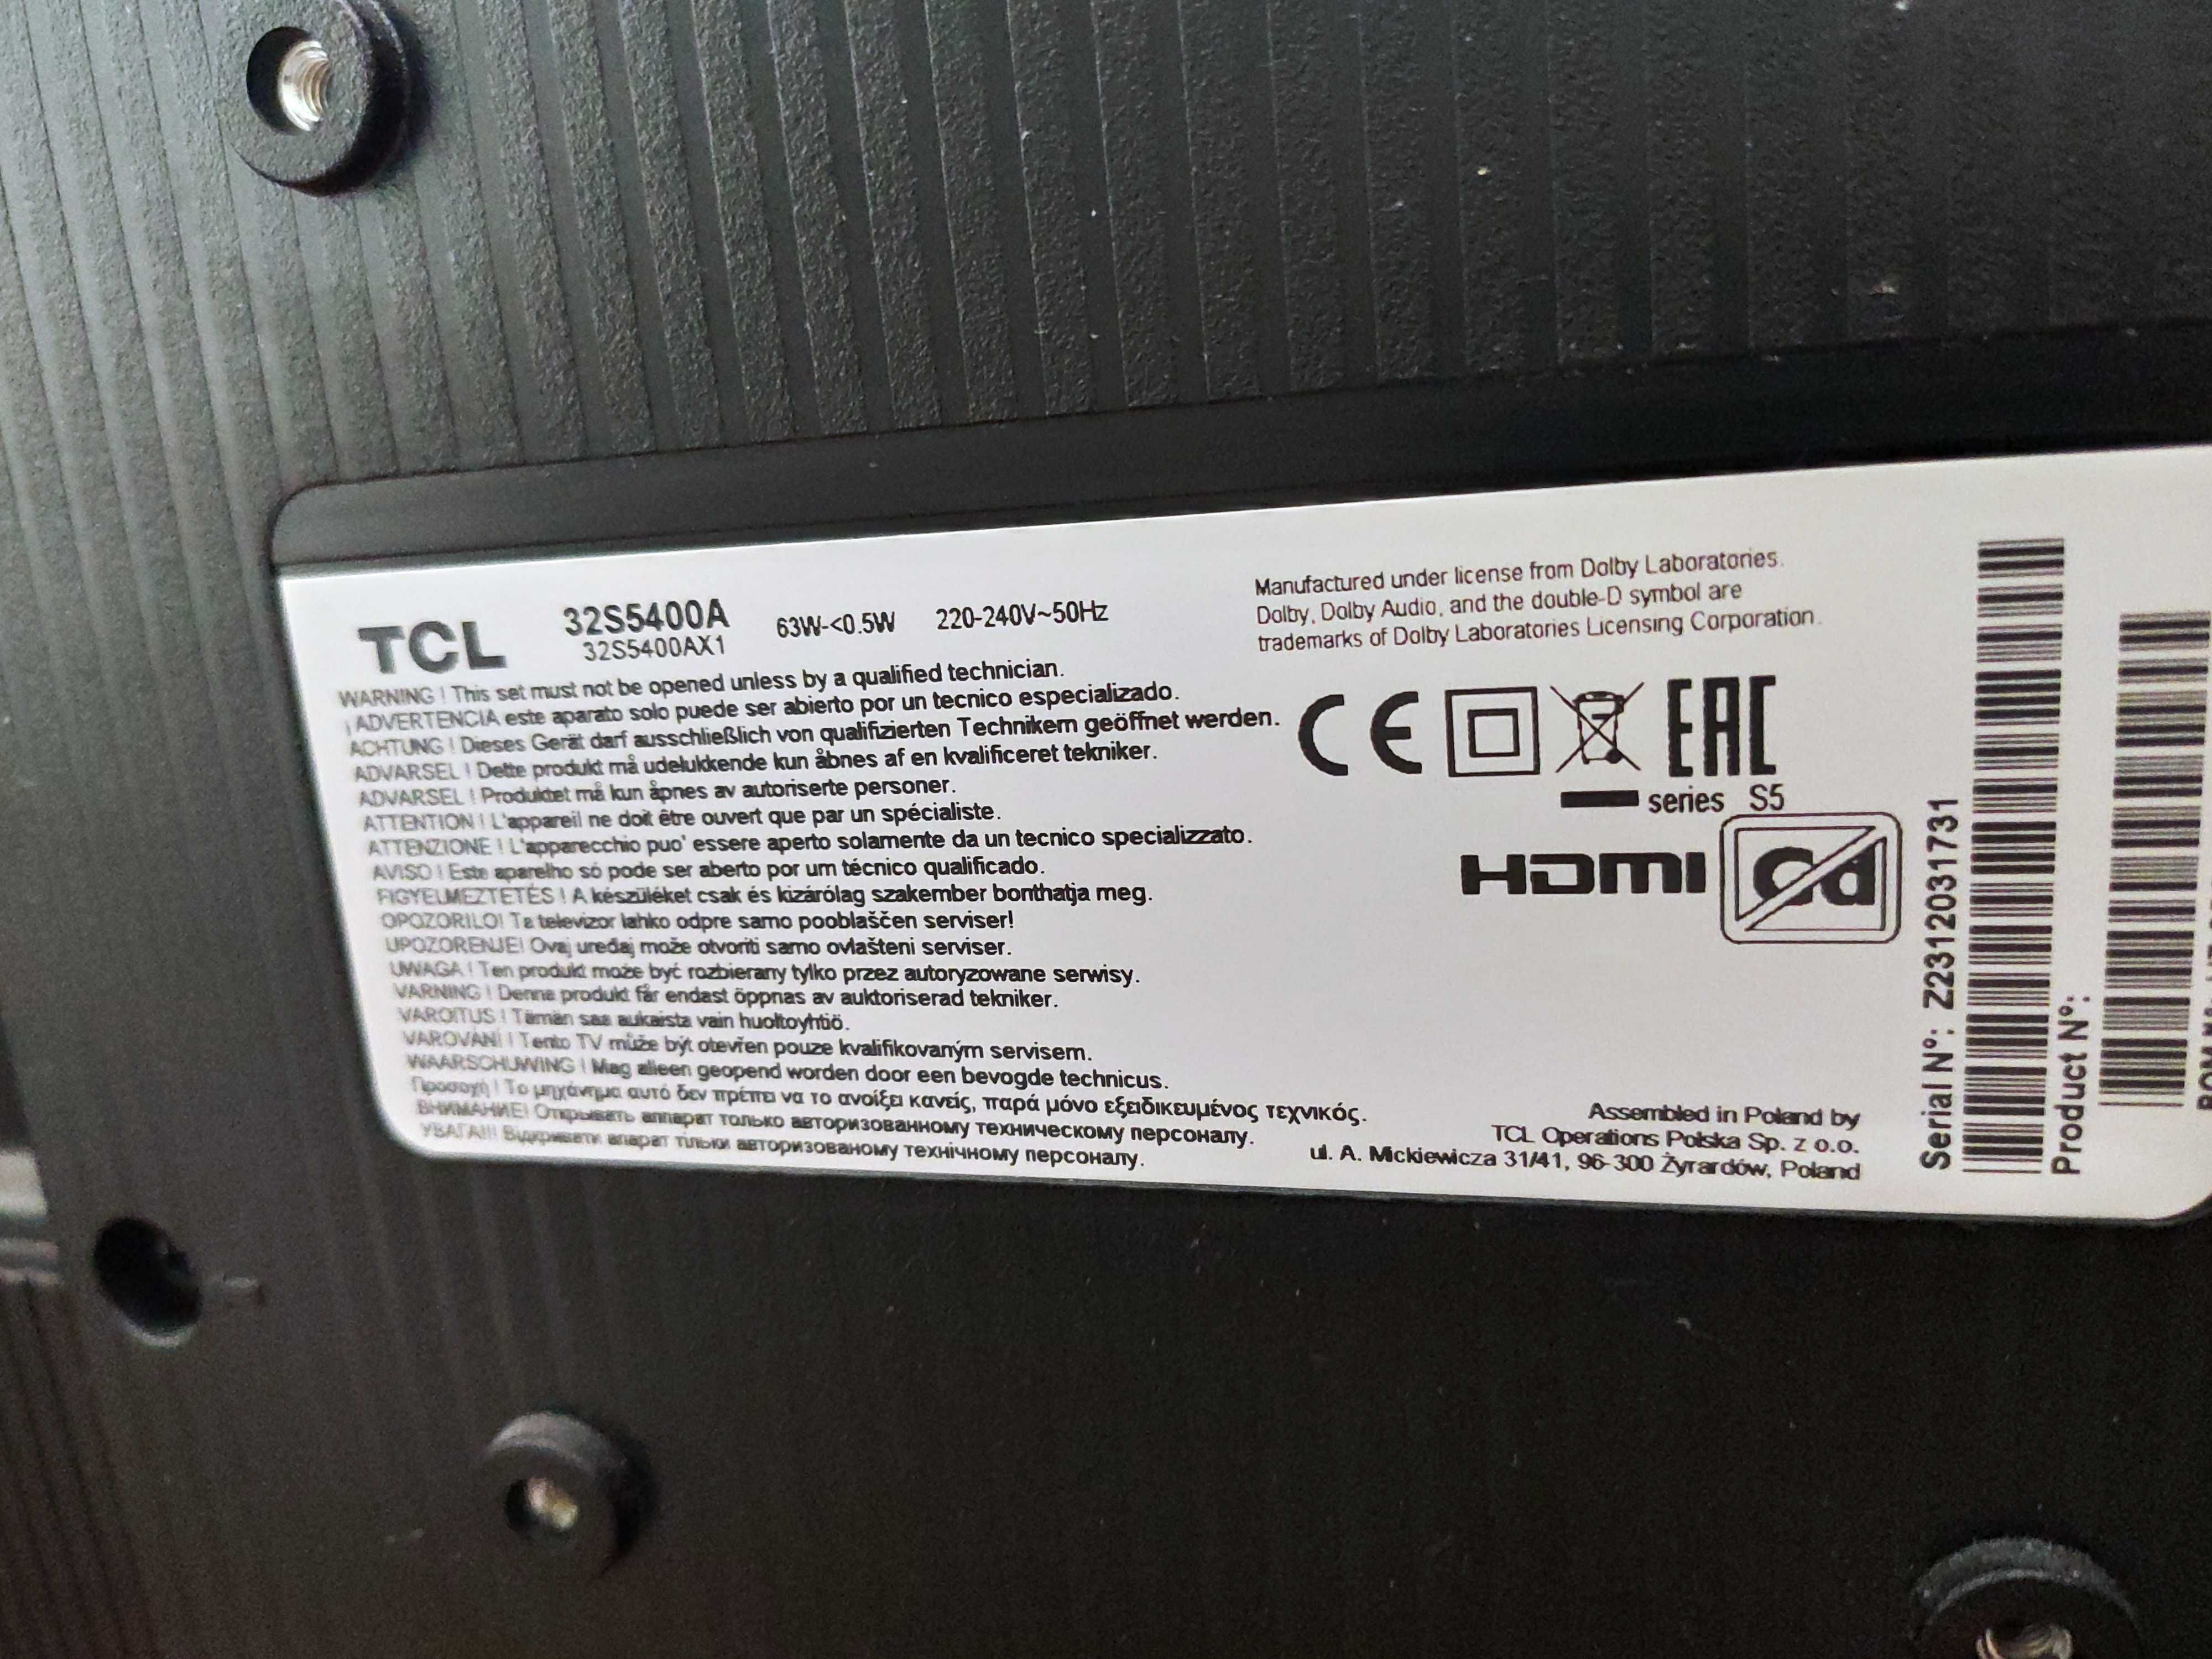 TCL
32S5400A
32S5400AX1
63W-<0.5W
220-240V~50Hz
Manufactured under license from Dolby Laboratories.
Dolby, Dolby Audio, and the double-D symbol are
trademarks of Dolby Laboratories Licensing Corporation.
WARNING ! This set must not be opened unless by a qualified technician.
¡ADVERTENCIA este aparato solo puede ser abierto por un tecnico especializado.
ACHTUNG ! Dieses Gerät darf ausschließlich von qualifizierten Technikern geöffnet werden.
ADVARSEL ! Dette produkt må udelukkende kun åbnes af en kvalificeret tekniker.
ADVARSEL ! Produktet må kun åpnes av autoriserte personer.
ATTENTION ! L'appareil ne doit être ouvert que par un spécialiste.
ATTENZIONE ! L'apparecchio puo' essere aperto solamente da un tecnico specializzato.
AVISO ! Este aparelho só pode ser aberto por um técnico qualificado.
FIGYELMEZTETÉS ! A készüléket csak és kizárólag szakember bonthatja meg.
OPOZORILO! Ta televizor lahko odpre samo pooblaščen serviser!
UPOZORENJE! Ovaj uređaj može otvoriti samo ovlašteni serviser.
UWAGA ! Ten produkt może być rozbierany tylko przez autoryzowane serwisy.
VARNING ! Denna produkt får endast öppnas av auktoriserad tekniker.
VAROITUS ! Tämän saa aukaista vain huoltoyhtiö.
VAROVÁNÍ ! Tento TV může být otevřen pouze kvalifikovaným servisem.
WAARSCHUWING ! Mag alleen geopend worden door een bevogde technicus.
Προσοχή ! Το μηχάνημα αυτό δεν πρέπει να το ανοίξει κανείς, παρά μόνο εξειδικευμένος τεχνικός.
ВНИМАНИЕ! Открывать аппарат только авторизованному техническому персоналу.
УВАГА!!! Відкривати апарат тільки авторизованому технічному персоналу.
CE
EAC
series S5
HDMI
Assembled in Poland by
TCL Operations Polska Sp. z o.o.
ul. A. Mickiewicza 31/41, 96-300 Żyrardów, Poland
Serial Nº: Z2312031731
Product Nº: